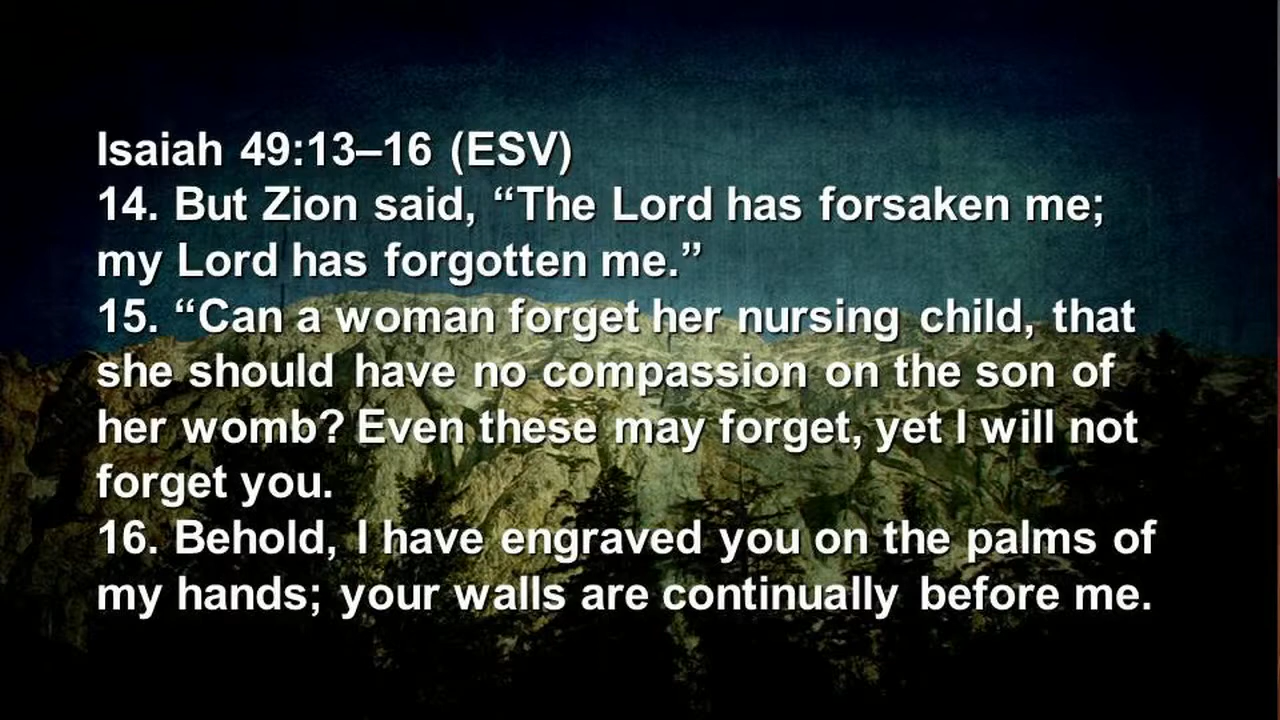 Isaiah 49:13–16 (ESV)
14. But Zion said, “The Lord has forsaken me;
my Lord has forgotten me.”
15. “Can a woman forget her nursing child, that
she should have no compassion on the son of
her womb? Even these may forget, yet I will not
forget you.
16. Behold, I have engraved you on the palms of
my hands; your walls are continually before me.